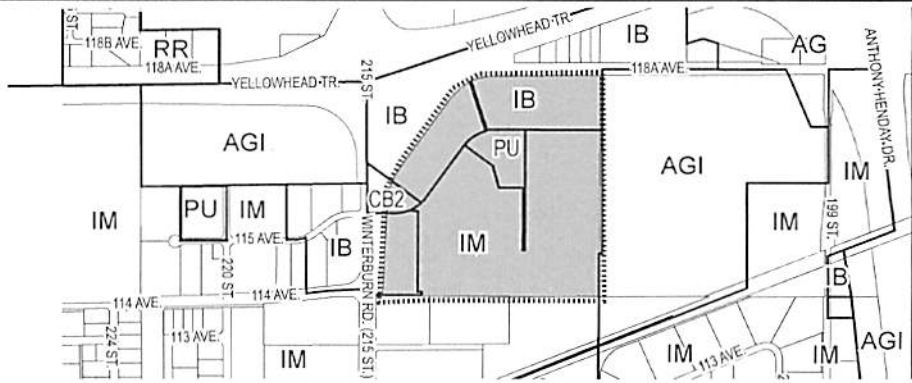 ST.
118B AVE.
RR
118A AVE.
YELLOWHEAD TR.
215 ST.
YELLOWHEAD TR.
IB
118A AVE.
AG
ANTHONY HENDAY DR.
IB
IB
AGI
PU
AGI
IM
CB2
IM
PU
IM
IM
IM
199 ST.
115 AVE.
IB
WINTERBURN RD. (215 ST.)
220 ST.
IB
114 AVE.
114 AVE.
224 ST.
113 AVE.
IM
IM
113 AVE.
IM
AGI